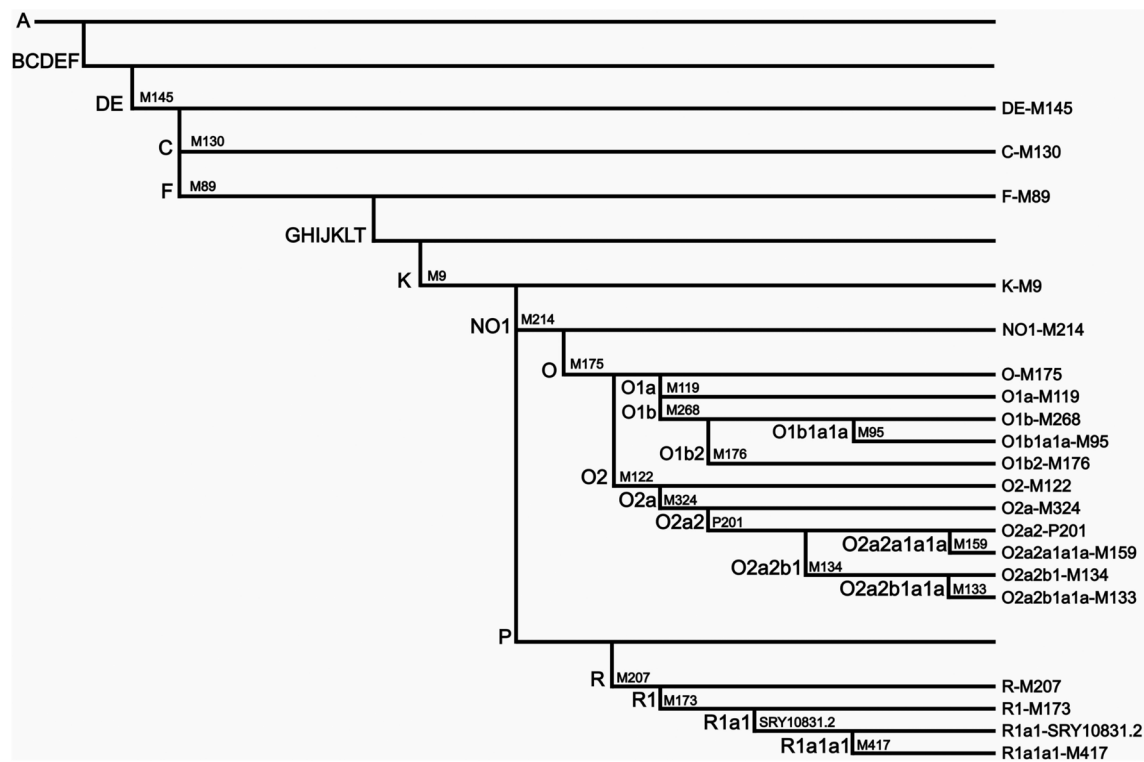 A
BCDEF
DE M145 DE-M145
C M130 C-M130
F M89 F-M89
GHIJKLT
K M9 K-M9
NO1 M214 NO1-M214
O M175 O-M175
O1a M119 O1a-M119
O1b M268 O1b-M268
O1b1a1a M95 O1b1a1a-M95
O1b2 M176 O1b2-M176
O2 M122 O2-M122
O2a M324 O2a-M324
O2a2 P201 O2a2-P201
O2a2a1a1a M159 O2a2a1a1a-M159
O2a2b1 M134 O2a2b1-M134
O2a2b1a1a M133 O2a2b1a1a-M133
P
R M207 R-M207
R1 M173 R1-M173
R1a1 SRY10831.2 R1a1-SRY10831.2
R1a1a1 M417 R1a1a1-M417